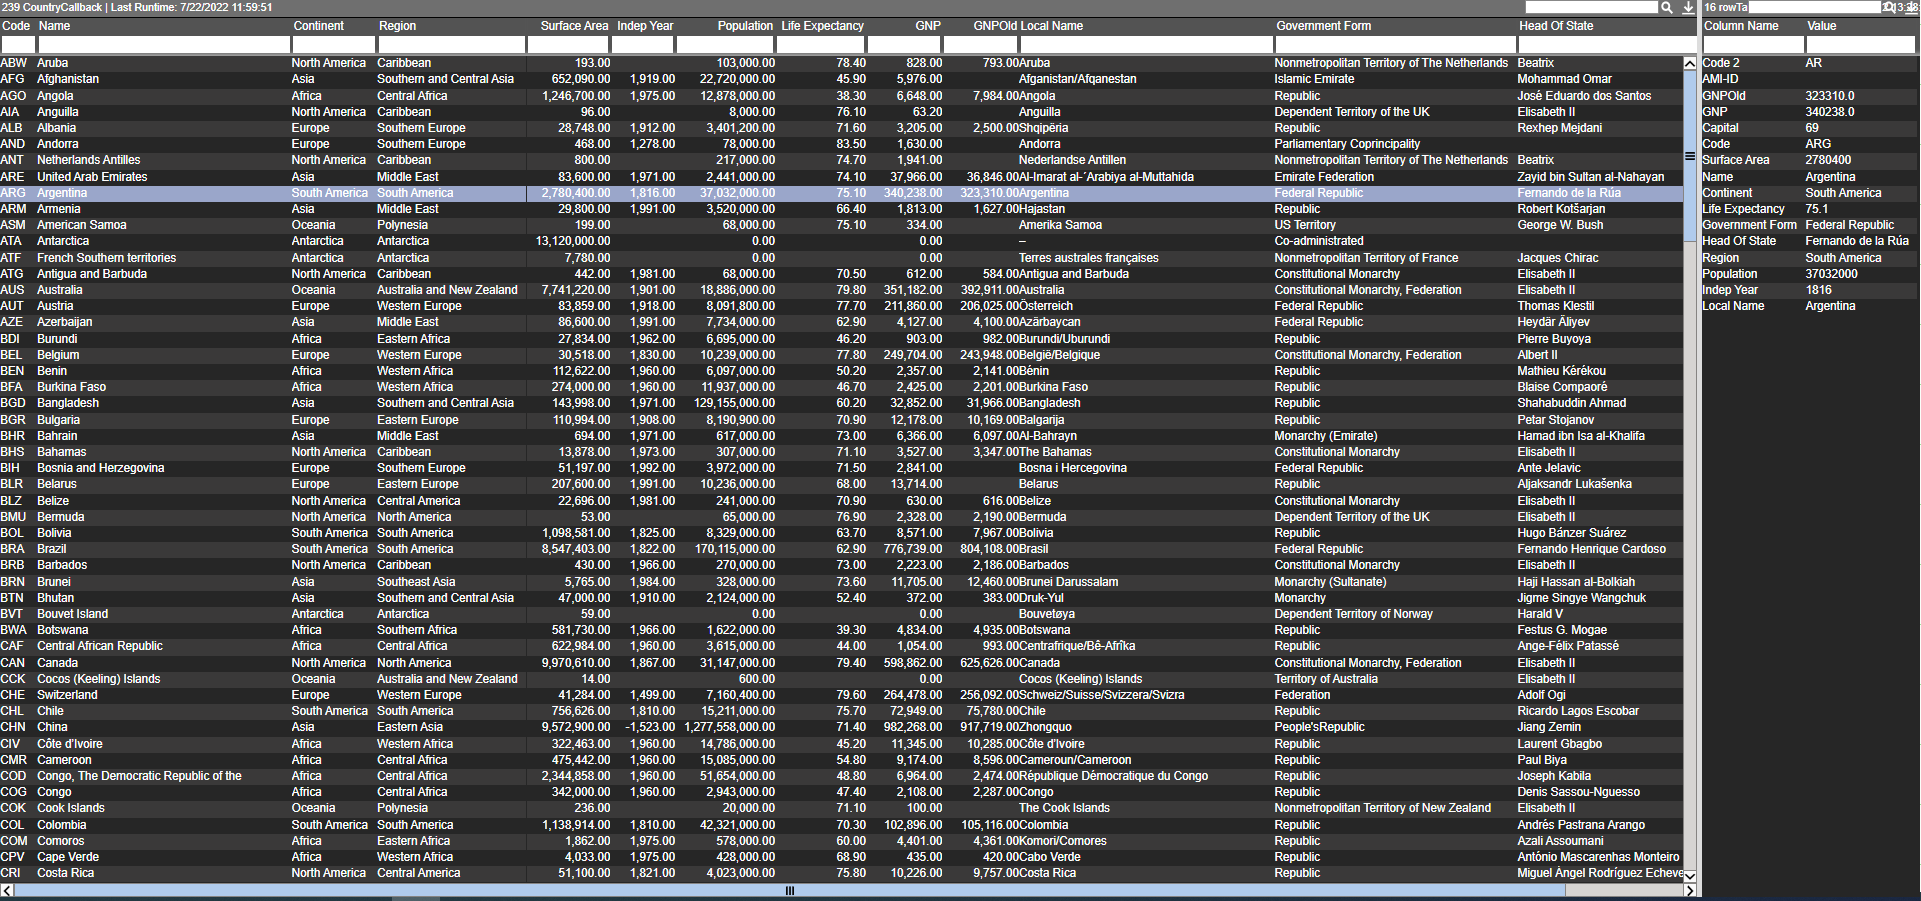 239 CountryCallback | Last Runtime: 7/22/2022 11:59:51
Code Name Continent Region Surface Area Indep Year Population Life Expectancy GNP GNPOld Local Name Government Form Head Of State
ABW Aruba North America Caribbean 193.00 103,000.00 78.40 828.00 793.00 Aruba Nonmetropolitan Territory of The Netherlands Beatrix
AFG Afghanistan Asia Southern and Central Asia 652,090.00 1,919.00 22,720,000.00 45.90 5,976.00 Afganistan/Afqanestan Islamic Emirate Mohammad Omar
AGO Angola Africa Central Africa 1,246,700.00 1,975.00 12,878,000.00 38.30 6,648.00 7,984.00 Angola Republic José Eduardo dos Santos
AIA Anguilla North America Caribbean 96.00 8,000.00 76.10 63.20 Anguilla Dependent Territory of the UK Elisabeth II
ALB Albania Europe Southern Europe 28,748.00 1,912.00 3,401,200.00 71.60 3,205.00 2,500.00 Shqipëria Republic Rexhep Mejdani
AND Andorra Europe Southern Europe 468.00 1,278.00 78,000.00 83.50 1,630.00 Andorra Parliamentary Coprincipality
ANT Netherlands Antilles North America Caribbean 800.00 217,000.00 74.70 1,941.00 Nederlandse Antillen Nonmetropolitan Territory of The Netherlands Beatrix
ARE United Arab Emirates Asia Middle East 83,600.00 1,971.00 2,441,000.00 74.10 37,966.00 36,846.00 Al-Imarat al-´Arabiya al-Muttahida Emirate Federation Zayid bin Sultan al-Nahayan
ARG Argentina South America South America 2,780,400.00 1,816.00 37,032,000.00 75.10 340,238.00 323,310.00 Argentina Federal Republic Fernando de la Rúa
ARM Armenia Asia Middle East 29,800.00 1,991.00 3,520,000.00 66.40 1,813.00 1,627.00 Hajastan Republic Robert Kotšarjan
ASM American Samoa Oceania Polynesia 199.00 68,000.00 75.10 334.00 Amerika Samoa US Territory George W. Bush
ATA Antarctica Antarctica Antarctica 13,120,000.00 0.00 0.00 – Co-administrated
ATF French Southern territories Antarctica Antarctica 7,780.00 0.00 0.00 Terres australes françaises Nonmetropolitan Territory of France Jacques Chirac
ATG Antigua and Barbuda North America Caribbean 442.00 1,981.00 68,000.00 70.50 612.00 584.00 Antigua and Barbuda Constitutional Monarchy Elisabeth II
AUS Australia Oceania Australia and New Zealand 7,741,220.00 1,901.00 18,886,000.00 79.80 351,182.00 392,911.00 Australia Constitutional Monarchy, Federation Elisabeth II
AUT Austria Europe Western Europe 83,859.00 1,918.00 8,091,800.00 77.70 211,860.00 206,025.00 Österreich Federal Republic Thomas Klestil
AZE Azerbaijan Asia Middle East 86,600.00 1,991.00 7,734,000.00 62.90 4,127.00 4,100.00 Azärbaycan Federal Republic Heydär Äliyev
BDI Burundi Africa Eastern Africa 27,834.00 1,962.00 6,695,000.00 46.20 903.00 982.00 Burundi/Uburundi Republic Pierre Buyoya
BEL Belgium Europe Western Europe 30,518.00 1,830.00 10,239,000.00 77.80 249,704.00 243,948.00 België/Belgique Constitutional Monarchy, Federation Albert II
BEN Benin Africa Western Africa 112,622.00 1,960.00 6,097,000.00 50.20 2,357.00 2,141.00 Bénin Republic Mathieu Kérékou
BFA Burkina Faso Africa Western Africa 274,000.00 1,960.00 11,937,000.00 46.70 2,425.00 2,201.00 Burkina Faso Republic Blaise Compaoré
BGD Bangladesh Asia Southern and Central Asia 143,998.00 1,971.00 129,155,000.00 60.20 32,852.00 31,966.00 Bangladesh Republic Shahabuddin Ahmad
BGR Bulgaria Europe Eastern Europe 110,994.00 1,908.00 8,190,900.00 70.90 12,178.00 10,169.00 Balgarija Republic Petar Stojanov
BHR Bahrain Asia Middle East 694.00 1,971.00 617,000.00 73.00 6,366.00 6,097.00 Al-Bahrayn Monarchy (Emirate) Hamad ibn Isa al-Khalifa
BHS Bahamas North America Caribbean 13,878.00 1,973.00 307,000.00 71.10 3,527.00 3,347.00 The Bahamas Constitutional Monarchy Elisabeth II
BIH Bosnia and Herzegovina Europe Southern Europe 51,197.00 1,992.00 3,972,000.00 71.50 2,841.00 Bosna i Hercegovina Federal Republic Ante Jelavic
BLR Belarus Europe Eastern Europe 207,600.00 1,991.00 10,236,000.00 68.00 13,714.00 Belarus Republic Aljaksandr Lukašenka
BLZ Belize North America Central America 22,696.00 1,981.00 241,000.00 70.90 630.00 616.00 Belize Constitutional Monarchy Elisabeth II
BMU Bermuda North America North America 53.00 65,000.00 76.90 2,328.00 2,190.00 Bermuda Dependent Territory of the UK Elisabeth II
BOL Bolivia South America South America 1,098,581.00 1,825.00 8,329,000.00 63.70 8,571.00 7,967.00 Bolivia Republic Hugo Bánzer Suárez
BRA Brazil South America South America 8,547,403.00 1,822.00 170,115,000.00 62.90 776,739.00 804,108.00 Brasil Federal Republic Fernando Henrique Cardoso
BRB Barbados North America Caribbean 430.00 1,966.00 270,000.00 73.00 2,223.00 2,186.00 Barbados Constitutional Monarchy Elisabeth II
BRN Brunei Asia Southeast Asia 5,765.00 1,984.00 328,000.00 73.60 11,705.00 12,460.00 Brunei Darussalam Monarchy (Sultanate) Haji Hassan al-Bolkiah
BTN Bhutan Asia Southern and Central Asia 47,000.00 1,910.00 2,124,000.00 52.40 372.00 383.00 Druk-Yul Monarchy Jigme Singye Wangchuk
BVT Bouvet Island Antarctica Antarctica 59.00 0.00 0.00 Bouvetøya Dependent Territory of Norway Harald V
BWA Botswana Africa Southern Africa 581,730.00 1,966.00 1,622,000.00 39.30 4,834.00 4,935.00 Botswana Republic Festus G. Mogae
CAF Central African Republic Africa Central Africa 622,984.00 1,960.00 3,615,000.00 44.00 1,054.00 993.00 Centrafrique/Bê-Afrîka Republic Ange-Félix Patassé
CAN Canada North America North America 9,970,610.00 1,867.00 31,147,000.00 79.40 598,862.00 625,626.00 Canada Constitutional Monarchy, Federation Elisabeth II
CCK Cocos (Keeling) Islands Oceania Australia and New Zealand 14.00 600.00 0.00 Cocos (Keeling) Islands Territory of Australia Elisabeth II
CHE Switzerland Europe Western Europe 41,284.00 1,499.00 7,160,400.00 79.60 264,478.00 256,092.00 Schweiz/Suisse/Svizzera/Svizra Federation Adolf Ogi
CHL Chile South America South America 756,626.00 1,810.00 15,211,000.00 75.70 72,949.00 75,780.00 Chile Republic Ricardo Lagos Escobar
CHN China Asia Eastern Asia 9,572,900.00 -1,523.00 1,277,558,000.00 71.40 982,268.00 917,719.00 Zhongquo People'sRepublic Jiang Zemin
CIV Côte d'Ivoire Africa Western Africa 322,463.00 1,960.00 14,786,000.00 45.20 11,345.00 10,285.00 Côte d'Ivoire Republic Laurent Gbagbo
CMR Cameroon Africa Central Africa 475,442.00 1,960.00 15,085,000.00 54.80 9,174.00 8,596.00 Cameroun/Cameroon Republic Paul Biya
COD Congo, The Democratic Republic of the Africa Central Africa 2,344,858.00 1,960.00 51,654,000.00 48.80 6,964.00 2,474.00 République Démocratique du Congo Republic Joseph Kabila
COG Congo Africa Central Africa 342,000.00 1,960.00 2,943,000.00 47.40 2,108.00 2,287.00 Congo Republic Denis Sassou-Nguesso
COK Cook Islands Oceania Polynesia 236.00 20,000.00 71.10 100.00 The Cook Islands Nonmetropolitan Territory of New Zealand Elisabeth II
COL Colombia South America South America 1,138,914.00 1,810.00 42,321,000.00 70.30 102,896.00 105,116.00 Colombia Republic Andrés Pastrana Arango
COM Comoros Africa Eastern Africa 1,862.00 1,975.00 578,000.00 60.00 4,401.00 4,361.00 Komori/Comores Republic Azali Assoumani
CPV Cape Verde Africa Western Africa 4,033.00 1,975.00 428,000.00 68.90 435.00 420.00 Cabo Verde Republic António Mascarenhas Monteiro
CRI Costa Rica North America Central America 51,100.00 1,821.00 4,023,000.00 75.80 10,226.00 9,757.00 Costa Rica Republic Miguel Ángel Rodríguez Echeve
16 rowTa
Column Name Value
Code 2 AR
AMI-ID
GNPOld 323310.0
GNP 340238.0
Capital 69
Code ARG
Surface Area 2780400
Name Argentina
Continent South America
Life Expectancy 75.1
Government Form Federal Republic
Head Of State Fernando de la Rúa
Region South America
Population 37032000
Indep Year 1816
Local Name Argentina